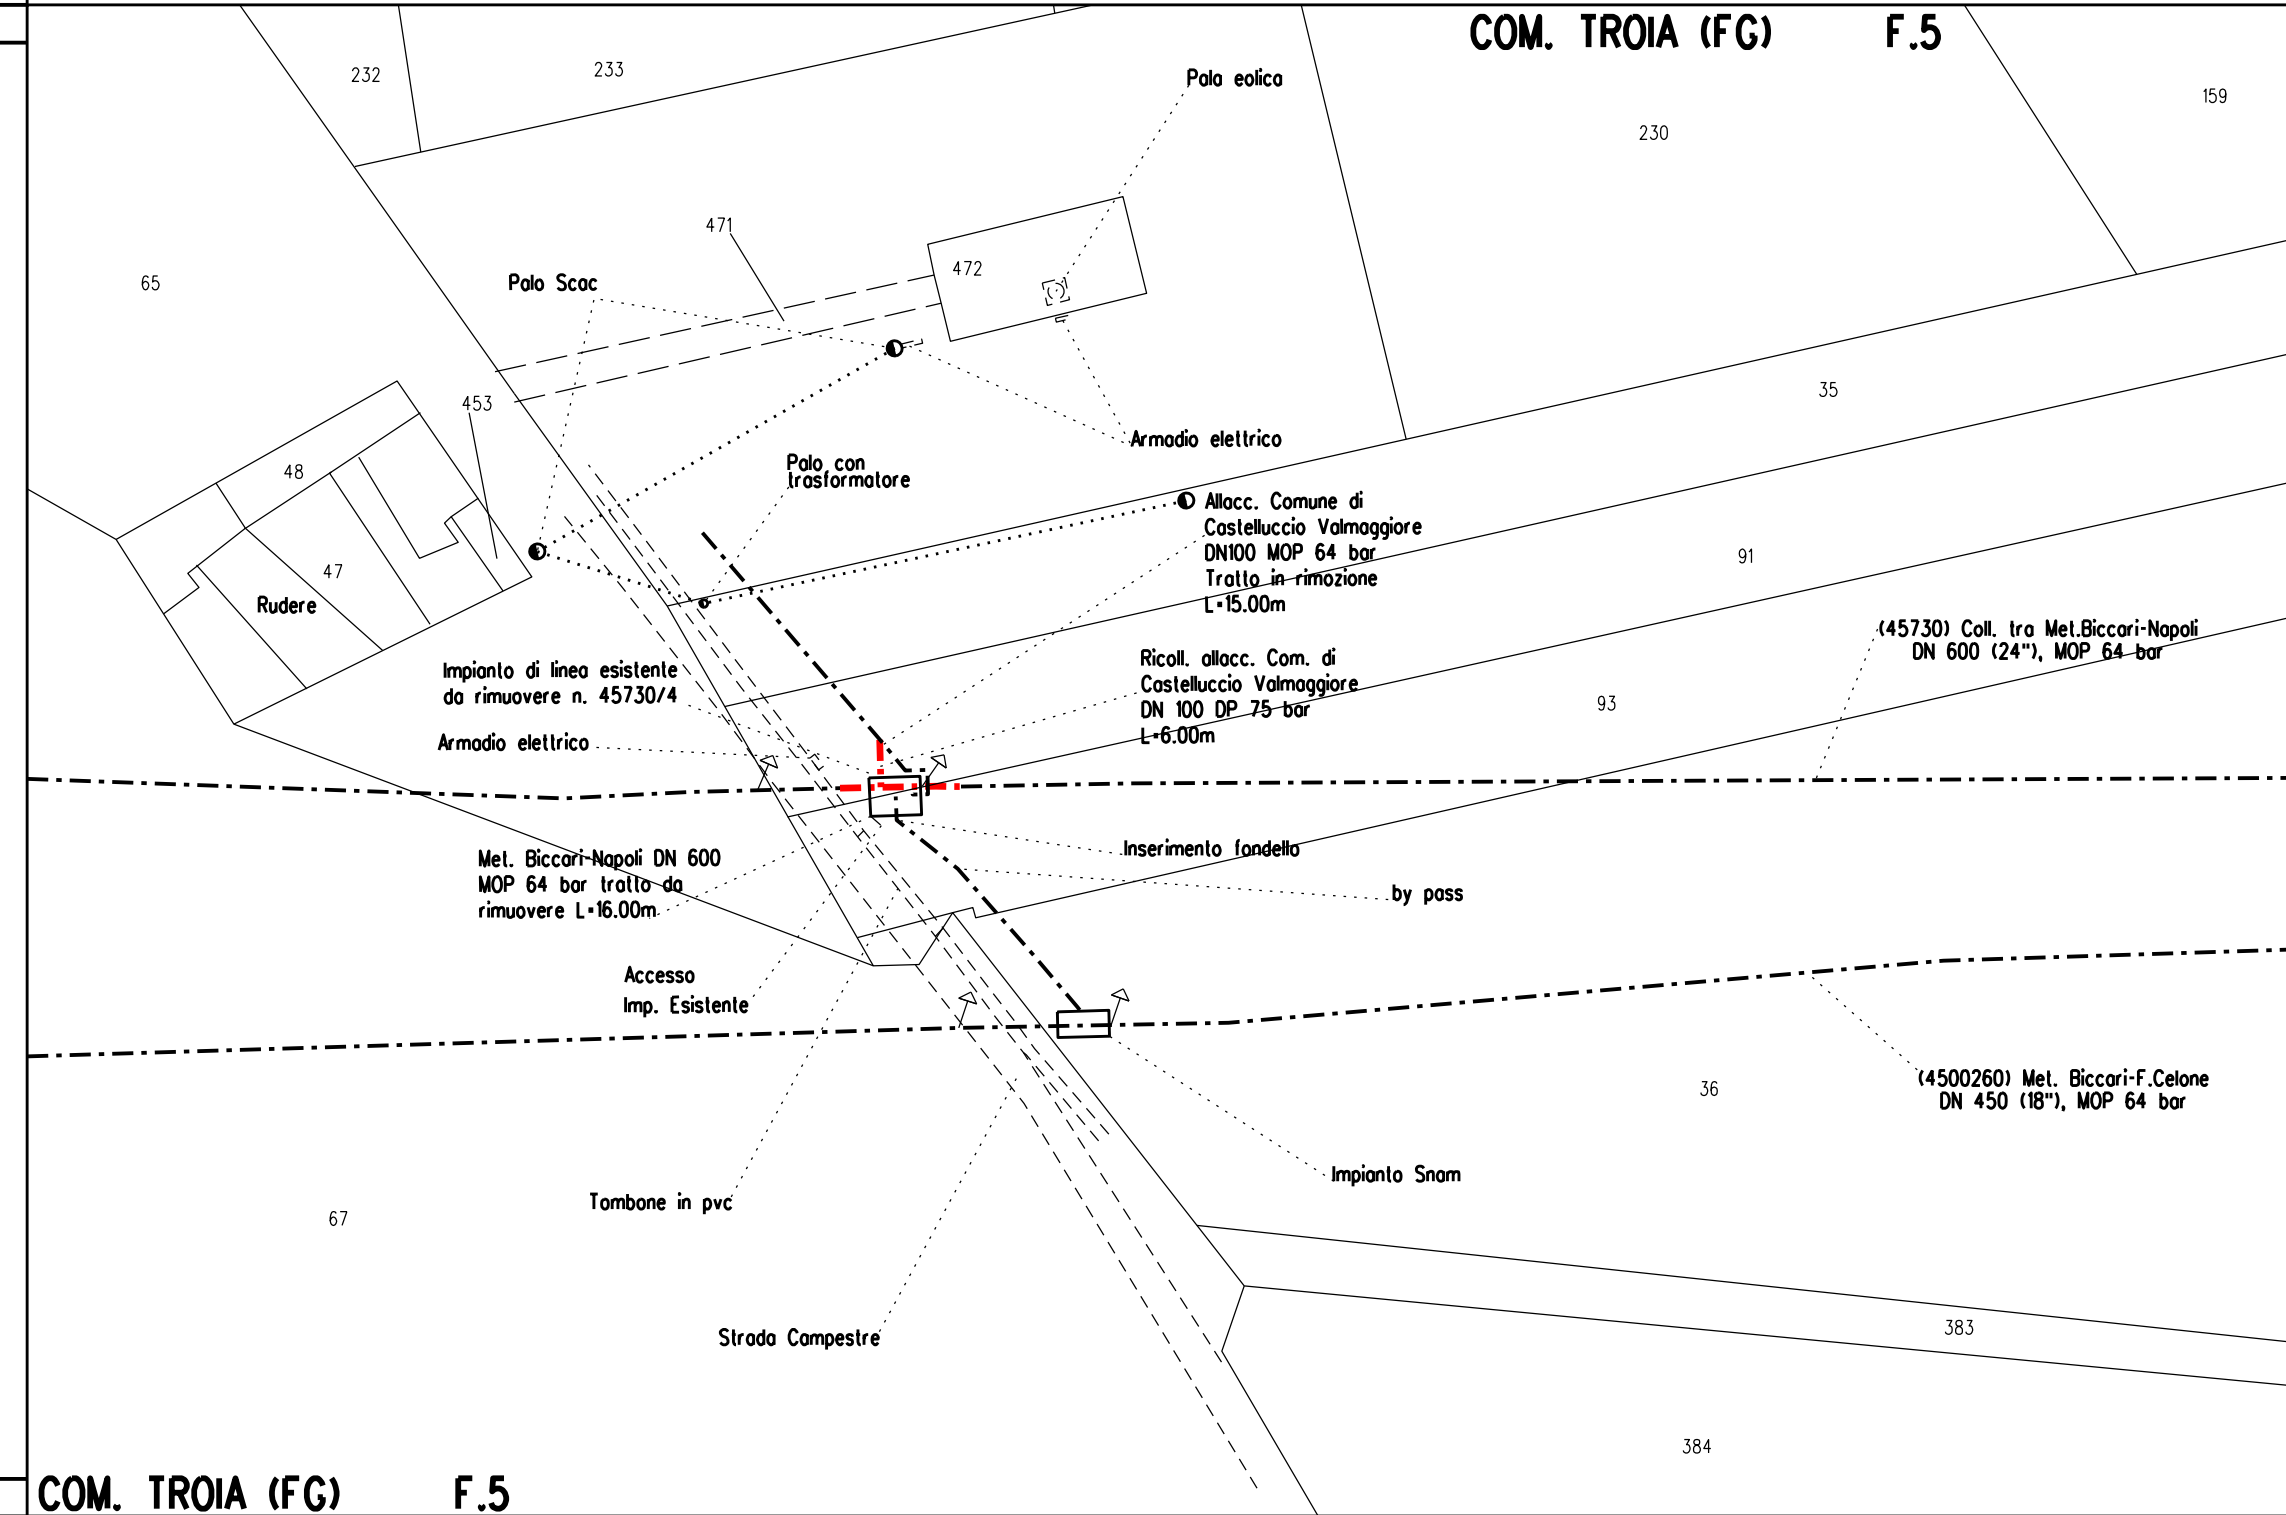 COM. TROIA (FG) F.5
232
233
Pala eolica
159
230
471
472
65
Palo Scac
35
453
Armadio elettrico
48
Palo con
trasformatore
Allacc. Comune di
Castelluccio Valmaggiore
DN100 MOP 64 bar
Tratto in rimozione
L=15.00m
91
47
Rudere
(45730) Coll. tra Met.Biccari-Napoli
DN 600 (24"), MOP 64 bar
Impianto di linea esistente
da rimuovere n. 45730/4
Ricoll. allacc. Com. di
Castelluccio Valmaggiore
DN 100 DP 75 bar
L=6.00m
93
Armadio elettrico
Met. Biccari-Napoli DN 600
MOP 64 bar tratto da
rimuovere L=16.00m
Inserimento fondello
by pass
Accesso
Imp. Esistente
36
(4500260) Met. Biccari-F.Celone
DN 450 (18"), MOP 64 bar
Impianto Snam
Tombone in pvc
67
Strada Campestre
383
384
COM. TROIA (FG) F.5